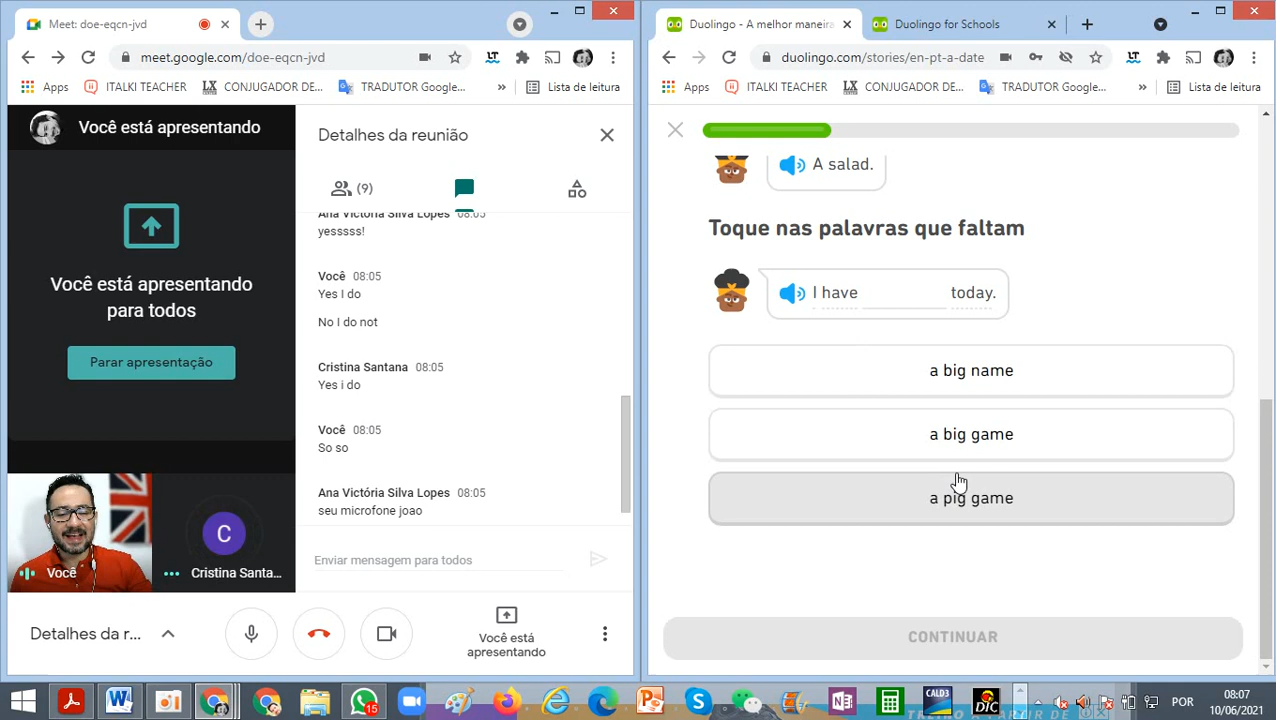 Meet: doe-eqcn-jvd
meet.google.com/doe-eqcn-jvd
Apps
ITALKI TEACHER
LX CONJUGADOR DE...
TRADUTOR Google...
»
Lista de leitura
Você está apresentando
Você está apresentando
para todos
Parar apresentação
Você
Cristina Santa...
Detalhes da reunião
(9)
Ana Victória Silva Lopes 08:05
yesssss!
Você 08:05
Yes I do
No I do not
Cristina Santana 08:05
Yes i do
Você 08:05
So so
Ana Victória Silva Lopes 08:05
seu microfone joao
Enviar mensagem para todos
Detalhes da r...
Você está
apresentando
Duolingo - A melhor maneira
Duolingo for Schools
duolingo.com/stories/en-pt-a-date
Apps
ITALKI TEACHER
LX CONJUGADOR DE...
TRADUTOR Google...
»
Lista de leitura
A salad.
Toque nas palavras que faltam
I have today.
a big name
a big game
a pig game
CONTINUAR
15
CALD3
DIC
POR
08:07
10/06/2021